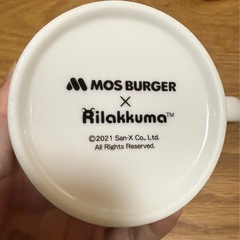 MOS BURGER
×
Rilakkuma™
©2021 San-X Co., Ltd.
All Rights Reserved.